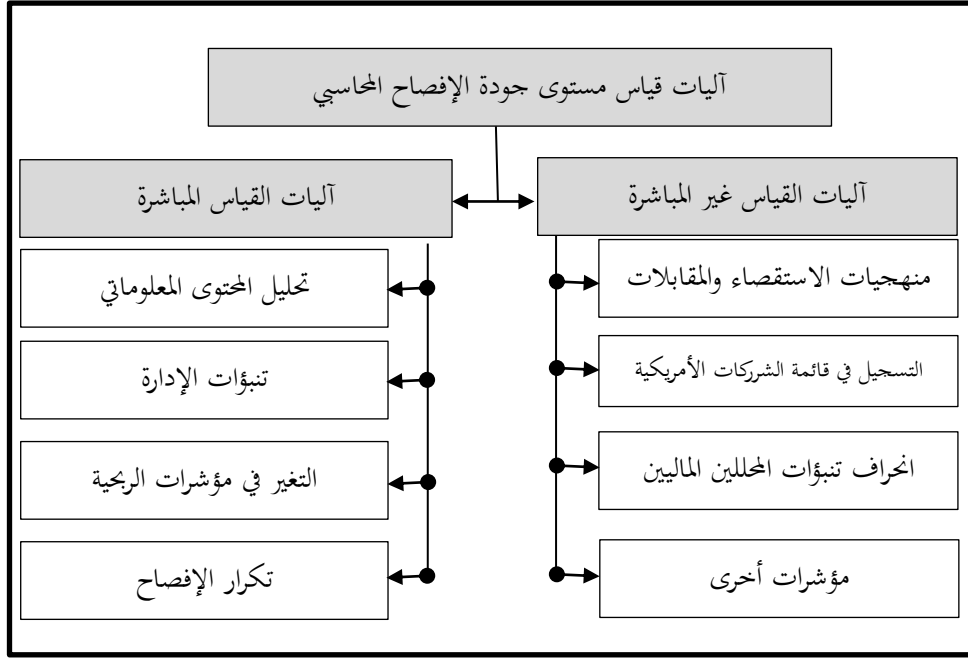 آليات قياس مستوى جودة الإفصاح المحاسبي
آليات القياس غير المباشرة
منهجيات الاستقصاء والمقابلات
التسجيل في قائمة الشرركات الأمريكية
انحراف تنبؤات المحللين الماليين
مؤشرات أخرى
آليات القياس المباشرة
تحليل المحتوى المعلوماتي
تنبؤات الإدارة
التغير في مؤشرات الربحية
تكرار الإفصاح